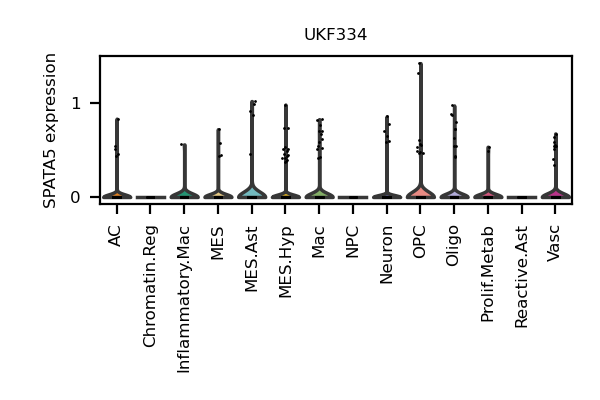 UKF334
SPATA5 expression
1
0
AC
Chromatin.Reg
Inflammatory.Mac
MES
MES.Ast
MES.Hyp
Mac
NPC
Neuron
OPC
Oligo
Prolif.Metab
Reactive.Ast
Vasc